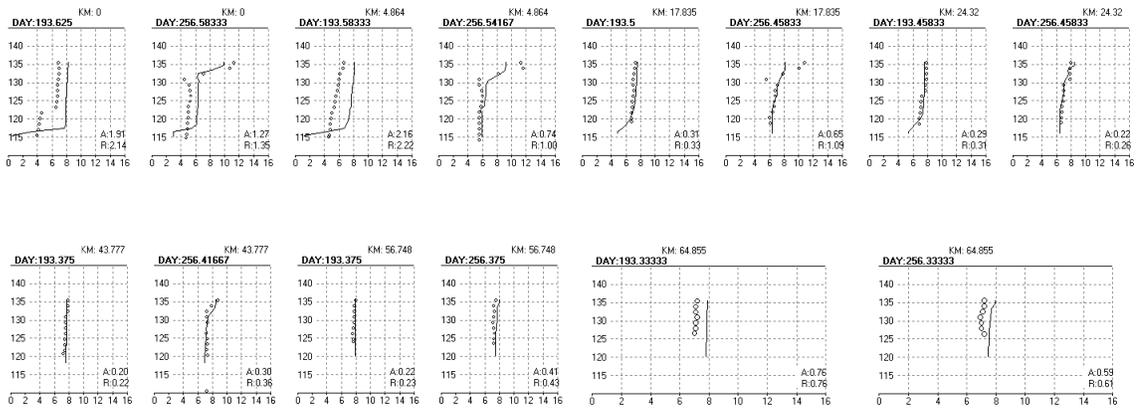 KM: 0
DAY:193.625
140
135
130
125
120
115
A:1.91
R:2.14
0 2 4 6 8 10 12 14 16
KM: 0
DAY:256.58333
140
135
130
125
120
115
A:1.27
R:1.35
0 2 4 6 8 10 12 14 16
KM: 4.864
DAY:193.58333
140
135
130
125
120
115
A:2.16
R:2.22
0 2 4 6 8 10 12 14 16
KM: 4.864
DAY:256.54167
140
135
130
125
120
115
A:0.74
R:1.00
0 2 4 6 8 10 12 14 16
KM: 17.835
DAY:193.5
140
135
130
125
120
115
A:0.31
R:0.33
0 2 4 6 8 10 12 14 16
KM: 17.835
DAY:256.45833
140
135
130
125
120
115
A:0.65
R:1.09
0 2 4 6 8 10 12 14 16
KM: 24.32
DAY:193.45833
140
135
130
125
120
115
A:0.29
R:0.31
0 2 4 6 8 10 12 14 16
KM: 24.32
DAY:256.45833
140
135
130
125
120
115
A:0.22
R:0.26
0 2 4 6 8 10 12 14 16
KM: 43.777
DAY:193.375
140
135
130
125
120
115
A:0.20
R:0.22
0 2 4 6 8 10 12 14 16
KM: 43.777
DAY:256.41667
140
135
130
125
120
115
A:0.30
R:0.36
0 2 4 6 8 10 12 14 16
KM: 56.748
DAY:193.375
140
135
130
125
120
115
A:0.22
R:0.23
0 2 4 6 8 10 12 14 16
KM: 56.748
DAY:256.375
140
135
130
125
120
115
A:0.41
R:0.43
0 2 4 6 8 10 12 14 16
KM: 64.855
DAY:193.33333
140
135
130
125
120
115
A:0.76
R:0.76
0 2 4 6 8 10 12 14 16
KM: 64.855
DAY:256.33333
140
135
130
125
120
115
A:0.59
R:0.61
0 2 4 6 8 10 12 14 16